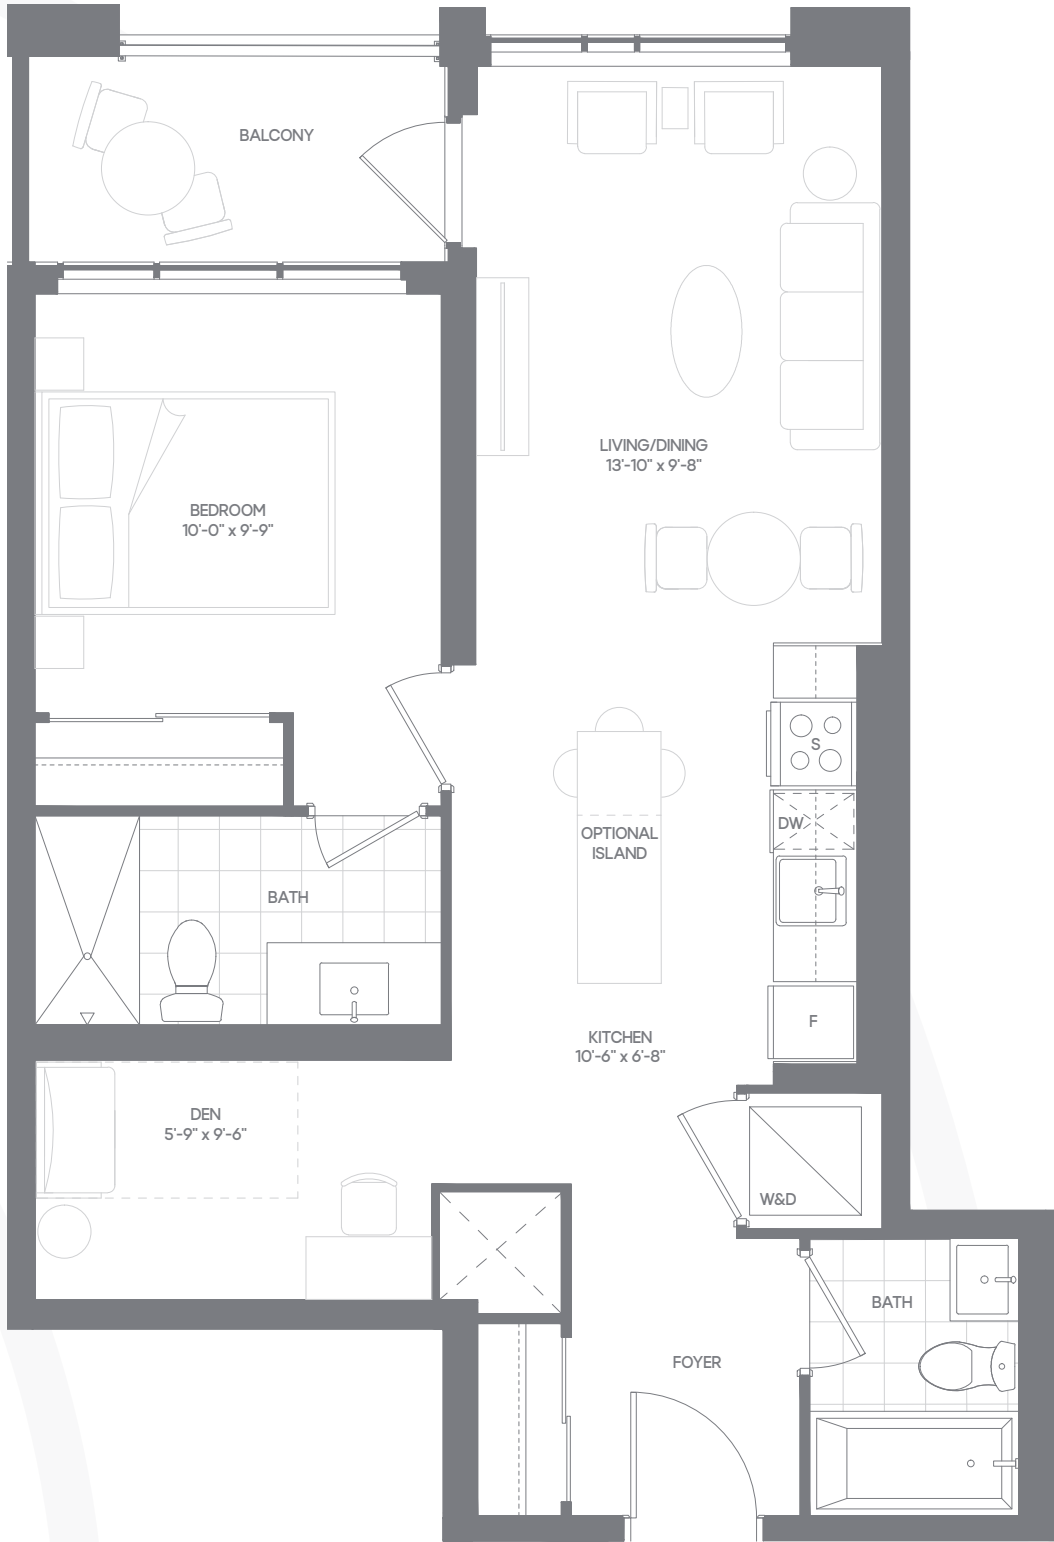 BALCONY
LIVING/DINING
13'-10" x 9'-8"
BEDROOM
10'-0" x 9'-9"
S
DW
OPTIONAL
ISLAND
BATH
F
KITCHEN
10'-6" x 6'-8"
DEN
5'-9" x 9'-6"
W&D
BATH
FOYER